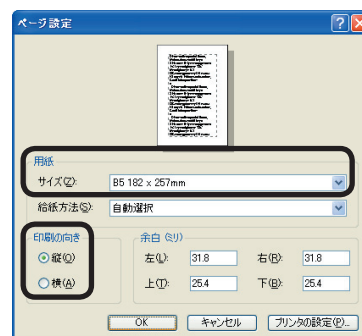 ページ設定
用紙
サイズ(Z): B5 182 × 257mm
給紙方法(S): 自動選択
印刷の向き
縦(O)
横(A)
余白 (ミリ)
左(L): 31.8 右(R): 31.8
上(T): 25.4 下(B): 25.4
OK キャンセル プリンタの設定(P)...